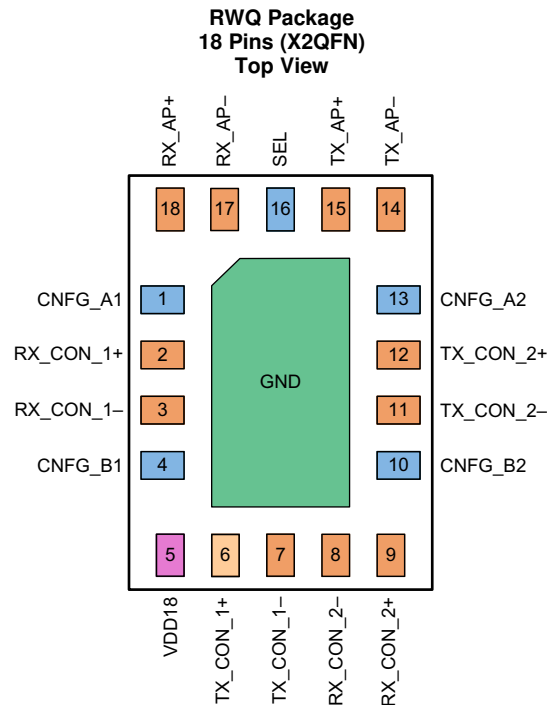 RWQ Package
18 Pins (X2QFN)
Top View
RX_AP+
RX_AP–
SEL
TX_AP+
TX_AP–
18
17
16
15
14
CNFG_A1
1
13
CNFG_A2
RX_CON_1+
2
12
TX_CON_2+
GND
RX_CON_1–
3
11
TX_CON_2–
CNFG_B1
4
10
CNFG_B2
5
6
7
8
9
VDD18
TX_CON_1+
TX_CON_1–
RX_CON_2–
RX_CON_2+